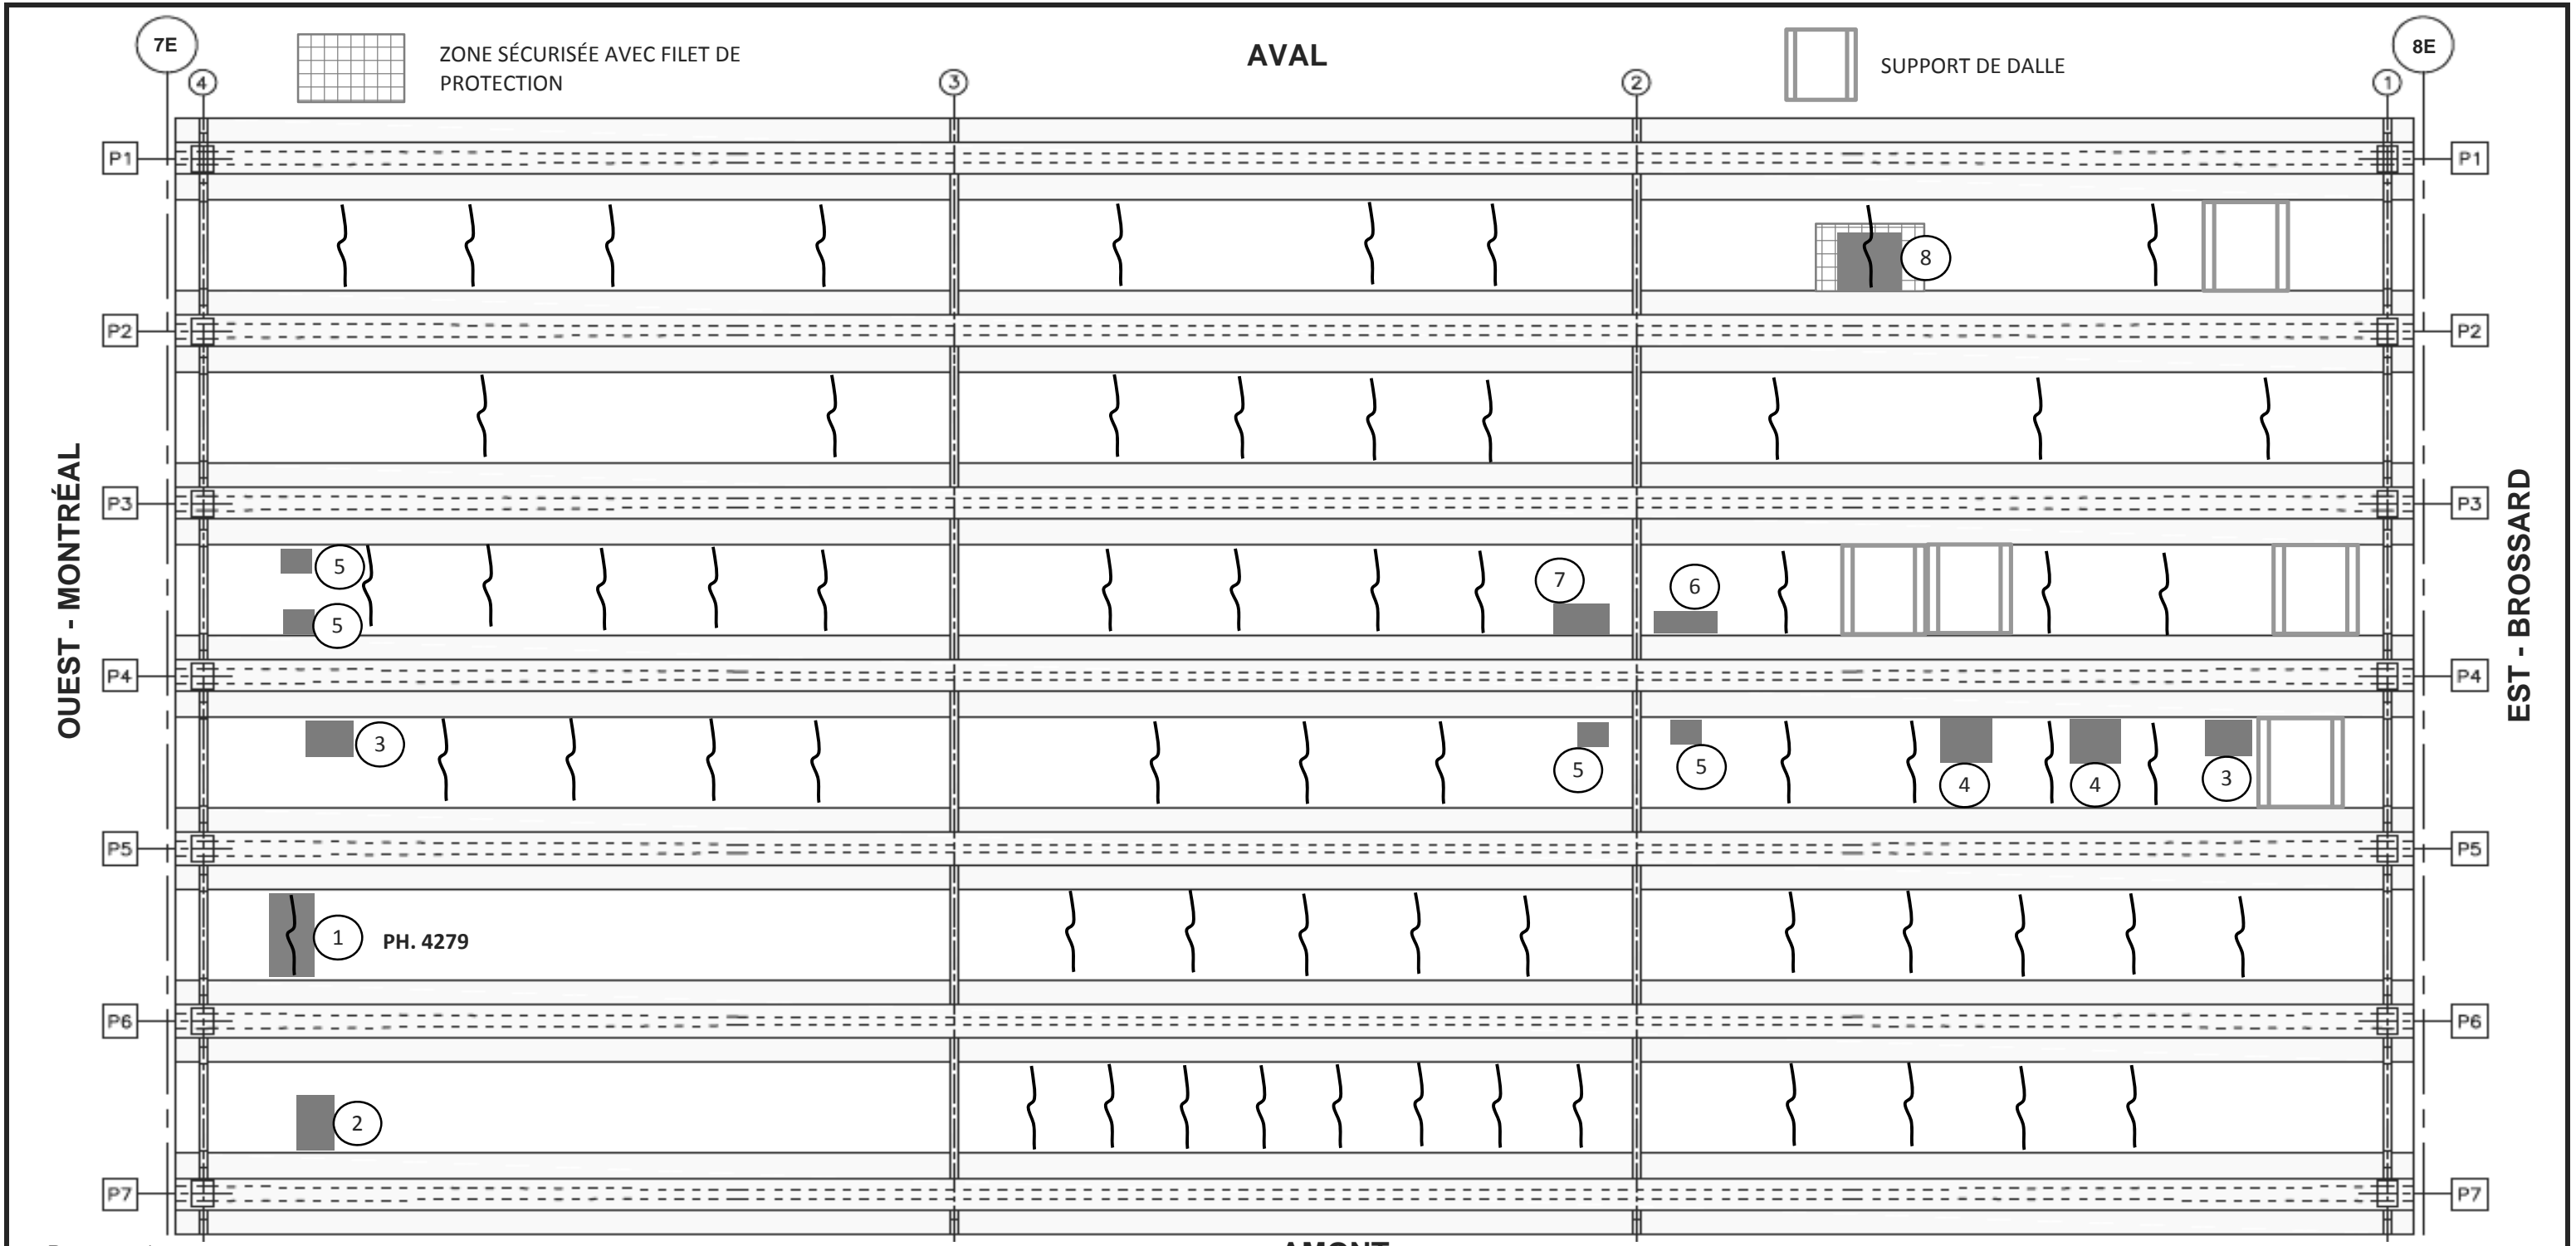 7E
ZONE SÉCURISÉE AVEC FILET DE
PROTECTION
AVAL
SUPPORT DE DALLE
8E
4
3
2
1
P1
P1
8
P2
P2
OUEST - MONTRÉAL
EST - BROSSARD
P3
P3
5
7
6
5
P4
P4
3
5
5
4
4
3
P5
P5
1
PH. 4279
P6
P6
2
P7
P7
AMONT